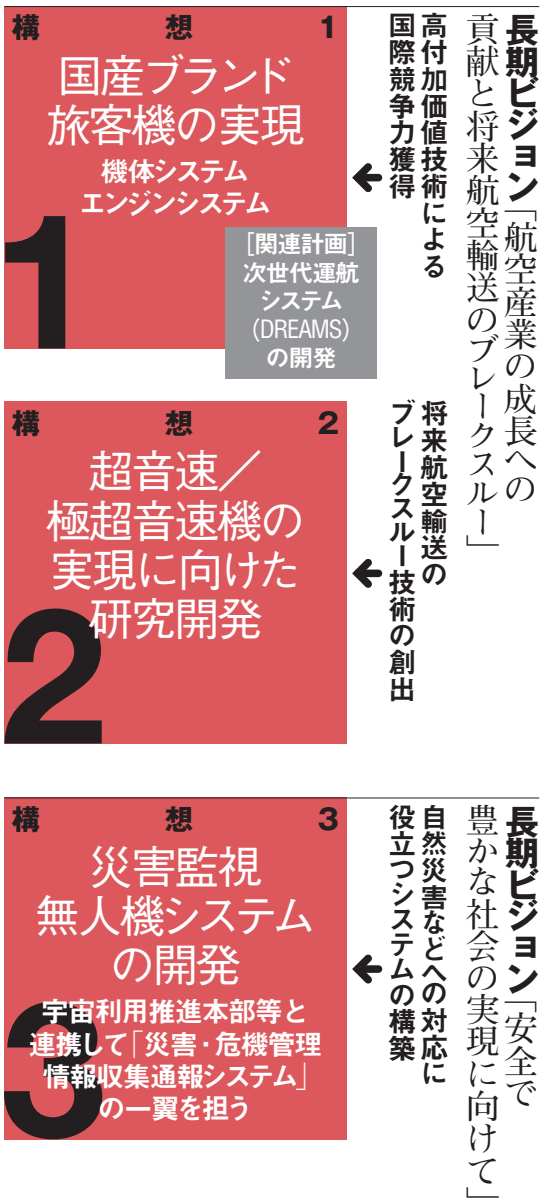 長期ビジョン「航空産業の成長への
貢献と将来航空輸送のブレークスルー」
高付加価値技術による
国際競争力獲得
←
構想1
国産ブランド
旅客機の実現
機体システム
エンジンシステム
1
［関連計画］
次世代運航
システム
（DREAMS）
の開発
将来航空輸送の
ブレークスルー技術の創出
←
構想2
超音速／
極超音速機の
実現に向けた
研究開発
2
長期ビジョン「安全で
豊かな社会の実現に向けて」
自然災害などへの対応に
役立つシステムの構築
←
構想3
災害監視
無人機システム
の開発
宇宙利用推進本部等と
連携して「災害・危機管理
情報収集通報システム」
の一翼を担う
3